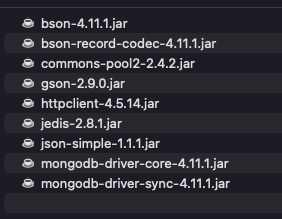 bson-4.11.1.jar
bson-record-codec-4.11.1.jar
commons-pool2-2.4.2.jar
gson-2.9.0.jar
httpclient-4.5.14.jar
jedis-2.8.1.jar
json-simple-1.1.1.jar
mongodb-driver-core-4.11.1.jar
mongodb-driver-sync-4.11.1.jar